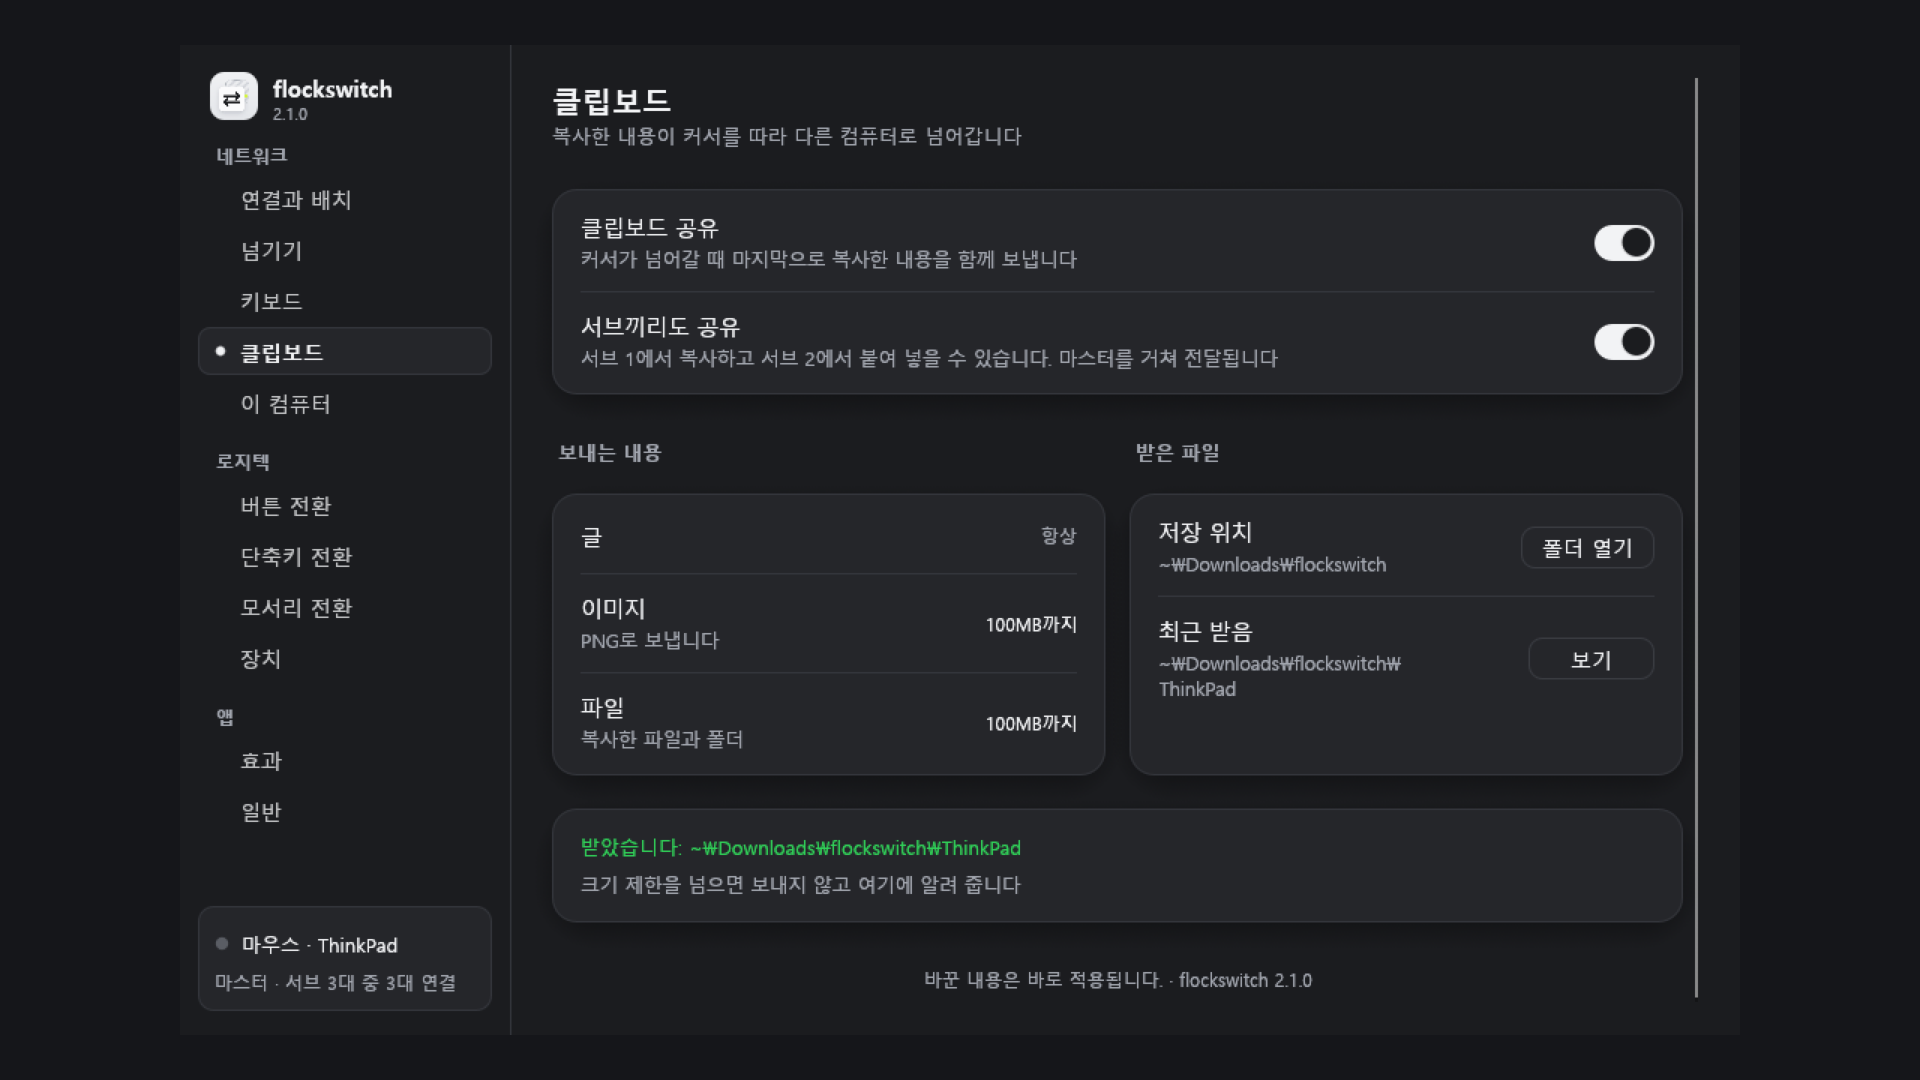 flockswitch
2.1.0
네트워크
연결과 배치
넘기기
키보드
클립보드
이 컴퓨터
로지텍
버튼 전환
단축키 전환
모서리 전환
장치
앱
효과
일반
마우스 · ThinkPad
마스터 · 서브 3대 중 3대 연결
클립보드
복사한 내용이 커서를 따라 다른 컴퓨터로 넘어갑니다
클립보드 공유
커서가 넘어갈 때 마지막으로 복사한 내용을 함께 보냅니다
서브끼리도 공유
서브 1에서 복사하고 서브 2에서 붙여 넣을 수 있습니다. 마스터를 거쳐 전달됩니다
보내는 내용
글
항상
이미지
PNG로 보냅니다
100MB까지
파일
복사한 파일과 폴더
100MB까지
받은 파일
저장 위치
~₩Downloads₩flockswitch
폴더 열기
최근 받음
~₩Downloads₩flockswitch₩
ThinkPad
보기
받았습니다: ~₩Downloads₩flockswitch₩ThinkPad
크기 제한을 넘으면 보내지 않고 여기에 알려 줍니다
바꾼 내용은 바로 적용됩니다. · flockswitch 2.1.0